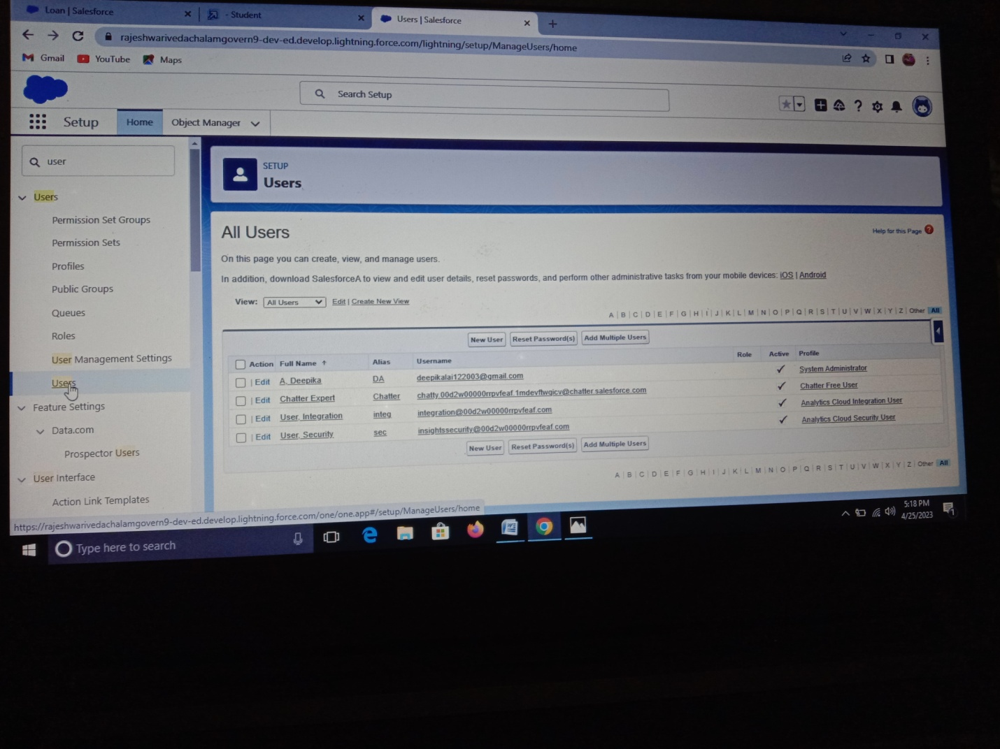 Loan | Salesforce
- Student
Users | Salesforce
rajeshwarivedachalamgovern9-dev-ed.develop.lightning.force.com/lightning/setup/ManageUsers/home
Gmail YouTube Maps
Search Setup
Setup Home Object Manager
user
Users
Permission Set Groups
Permission Sets
Profiles
Public Groups
Queues
Roles
User Management Settings
Users
Feature Settings
Data.com
Prospector Users
User Interface
Action Link Templates
SETUP
Users
All Users
Help for this Page ?
On this page you can create, view, and manage users.
In addition, download SalesforceA to view and edit user details, reset passwords, and perform other administrative tasks from your mobile devices: iOS | Android
View: All Users Edit | Create New View
A | B | C | D | E | F | G | H | I | J | K | L | M | N | O | P | Q | R | S | T | U | V | W | X | Y | Z | Other All
New User Reset Password(s) Add Multiple Users
Action Full Name ↑ Alias Username Role Active Profile
| Edit A, Deepika DA deepikalai122003@gmail.com ✓ System Administrator
| Edit Chatter Expert Chatter ✓ Chatter Free User
| Edit User, Integration integ integration@00d2w00000rrpvfeaf.com ✓ Analytics Cloud Integration User
| Edit User, Security sec insightssecurity@00d2w00000rrpvfeaf.com ✓ Analytics Cloud Security User
New User Reset Password(s) Add Multiple Users
A | B | C | D | E | F | G | H | I | J | K | L | M | N | O | P | Q | R | S | T | U | V | W | X | Y | Z | Other All
https://rajeshwarivedachalamgovern9-dev-ed.develop.lightning.force.com/one/one.app#/setup/ManageUsers/home
Type here to search
5:18 PM
4/25/2023
1